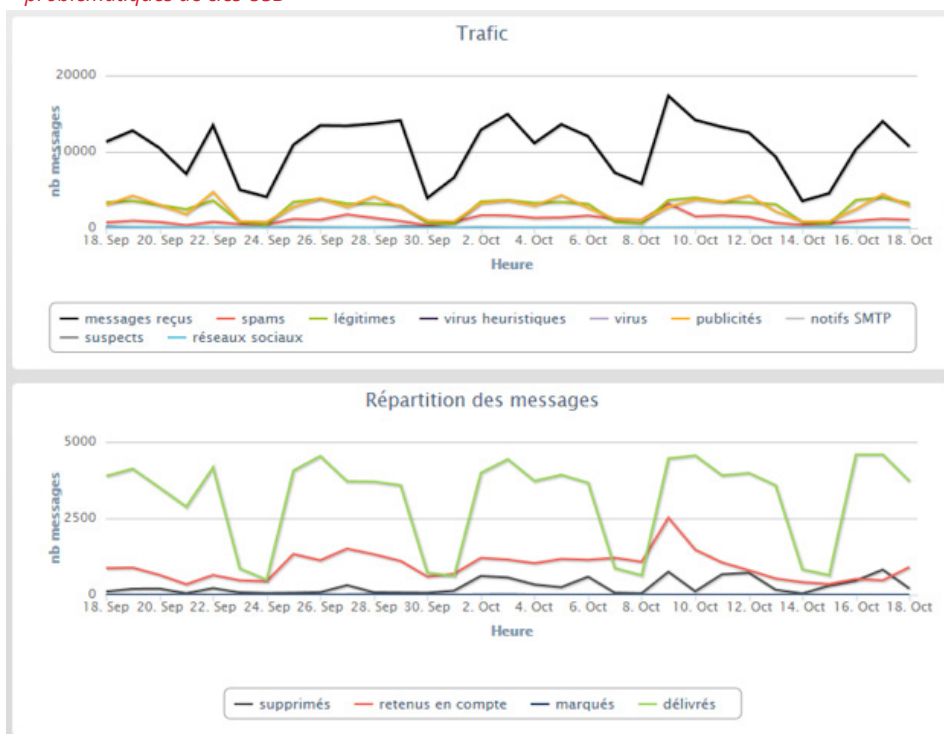 problématiques de clés USB
Trafic
20000
10000
0
nb messages
18. Sep 20. Sep 22. Sep 24. Sep 26. Sep 28. Sep 30. Sep 2. Oct 4. Oct 6. Oct 8. Oct 10. Oct 12. Oct 14. Oct 16. Oct 18. Oct
Heure
messages reçus spams légitimes virus heuristiques virus publicités notifs SMTP
suspects réseaux sociaux
Répartition des messages
5000
2500
0
nb messages
18. Sep 20. Sep 22. Sep 24. Sep 26. Sep 28. Sep 30. Sep 2. Oct 4. Oct 6. Oct 8. Oct 10. Oct 12. Oct 14. Oct 16. Oct 18. Oct
Heure
supprimés retenus en compte marqués délivrés